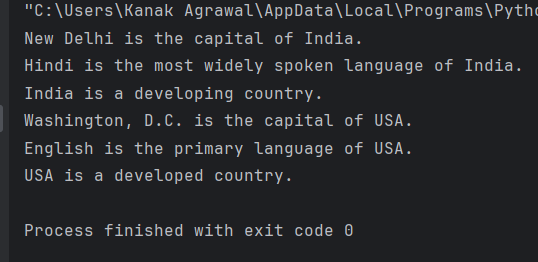 "C:\Users\Kanak Agrawal\AppData\Local\Programs\Pytho
New Delhi is the capital of India.
Hindi is the most widely spoken language of India.
India is a developing country.
Washington, D.C. is the capital of USA.
English is the primary language of USA.
USA is a developed country.
Process finished with exit code 0